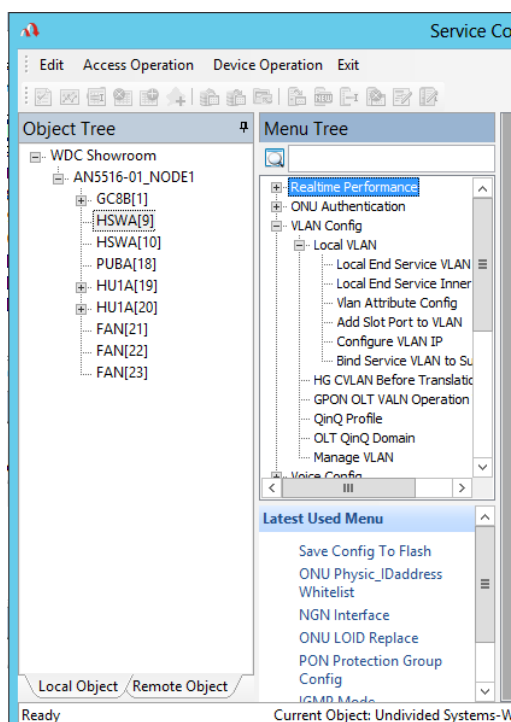 Service Co
Edit Access Operation Device Operation Exit
Object Tree
WDC Showroom
AN5516-01_NODE1
GC8B[1]
HSWA[9]
HSWA[10]
PUBA[18]
HU1A[19]
HU1A[20]
FAN[21]
FAN[22]
FAN[23]
Local Object Remote Object
Menu Tree
Realtime Performance
ONU Authentication
VLAN Config
Local VLAN
Local End Service VLAN
Local End Service Inner
Vlan Attribute Config
Add Slot Port to VLAN
Configure VLAN IP
Bind Service VLAN to Su
HG CVLAN Before Translatic
GPON OLT VALN Operation
QinQ Profile
OLT QinQ Domain
Manage VLAN
Voice Config
Latest Used Menu
Save Config To Flash
ONU Physic_IDaddress
Whitelist
NGN Interface
ONU LOID Replace
PON Protection Group
Config
IGMP Mode
Ready
Current Object: Undivided Systems-W